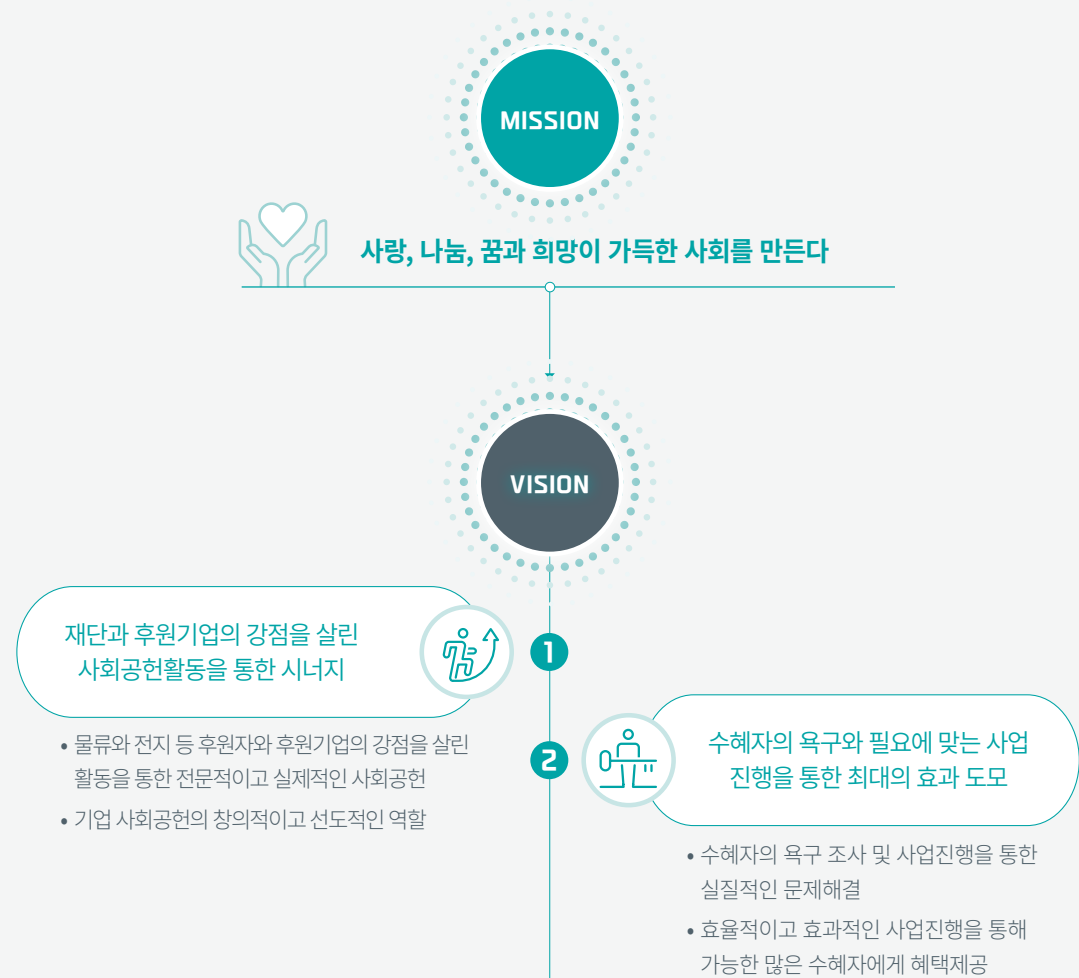 MISSION
사랑, 나눔, 꿈과 희망이 가득한 사회를 만든다
VISION
재단과 후원기업의 강점을 살린
사회공헌활동을 통한 시너지
1
• 물류와 전지 등 후원자와 후원기업의 강점을 살린
활동을 통한 전문적이고 실제적인 사회공헌
• 기업 사회공헌의 창의적이고 선도적인 역할
2
수혜자의 욕구와 필요에 맞는 사업
진행을 통한 최대의 효과 도모
• 수혜자의 욕구 조사 및 사업진행을 통한
실질적인 문제해결
• 효율적이고 효과적인 사업진행을 통해
가능한 많은 수혜자에게 혜택제공